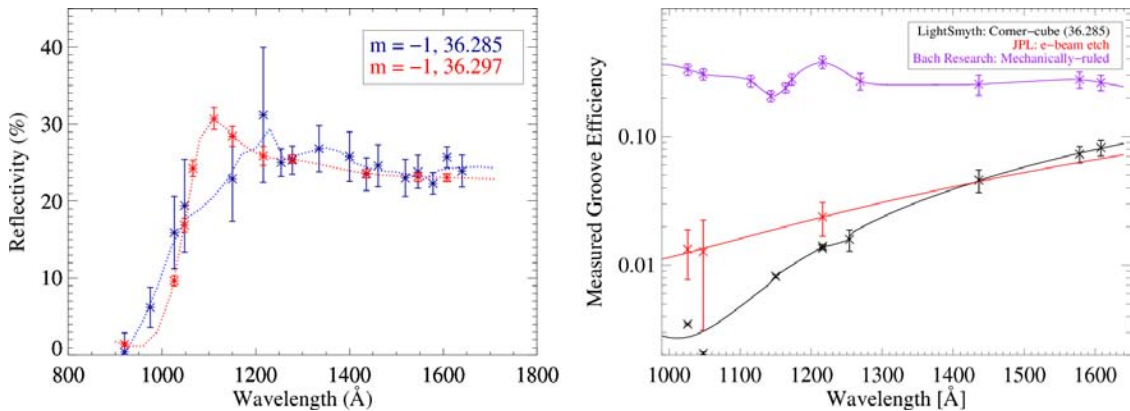 40
30
20
10
0
Reflectivity (%)
m = −1, 36.285
m = −1, 36.297
800 1000 1200 1400 1600 1800
Wavelength (Å)
LightSmyth: Corner−cube (36.285)
JPL: e−beam etch
Bach Research: Mechanically−ruled
0.10
0.01
Measured Groove Efficiency
1000 1100 1200 1300 1400 1500 1600
Wavelength [Å]